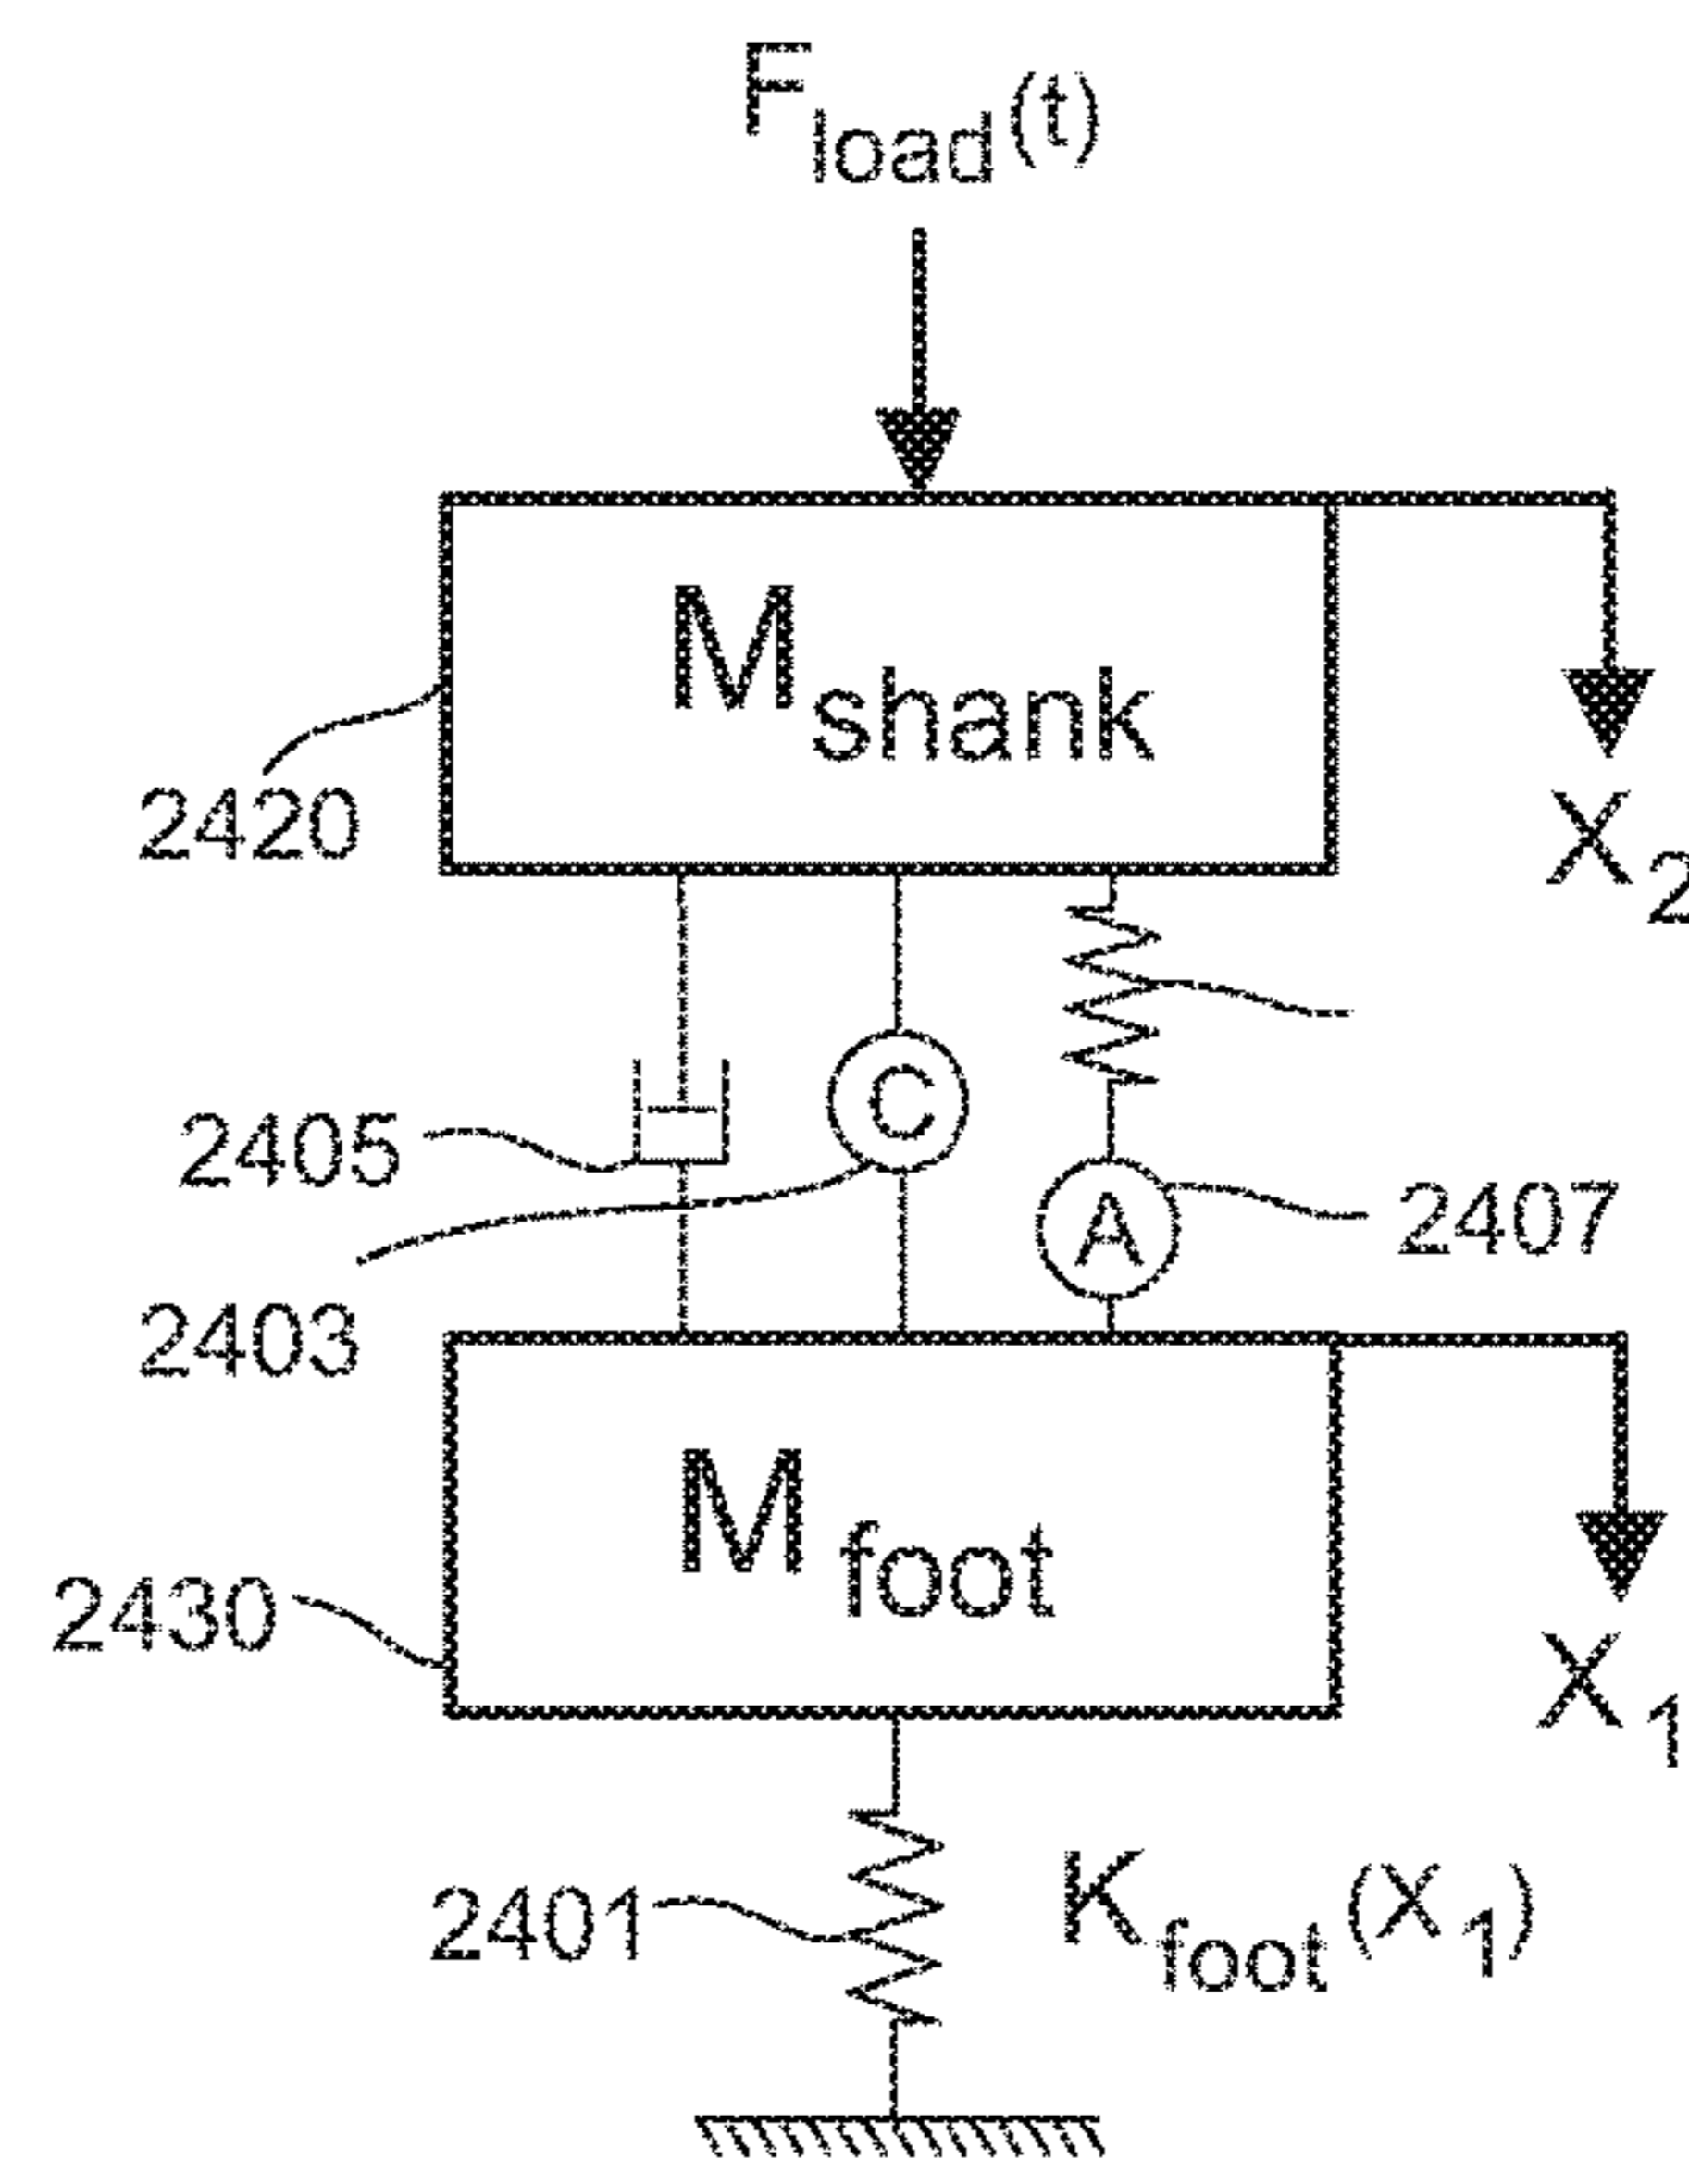 F_load(t)
M_shank
2420
X_2
C
2405
A
2407
2403
M_foot
2430
X_1
2401
K_foot(X_1)